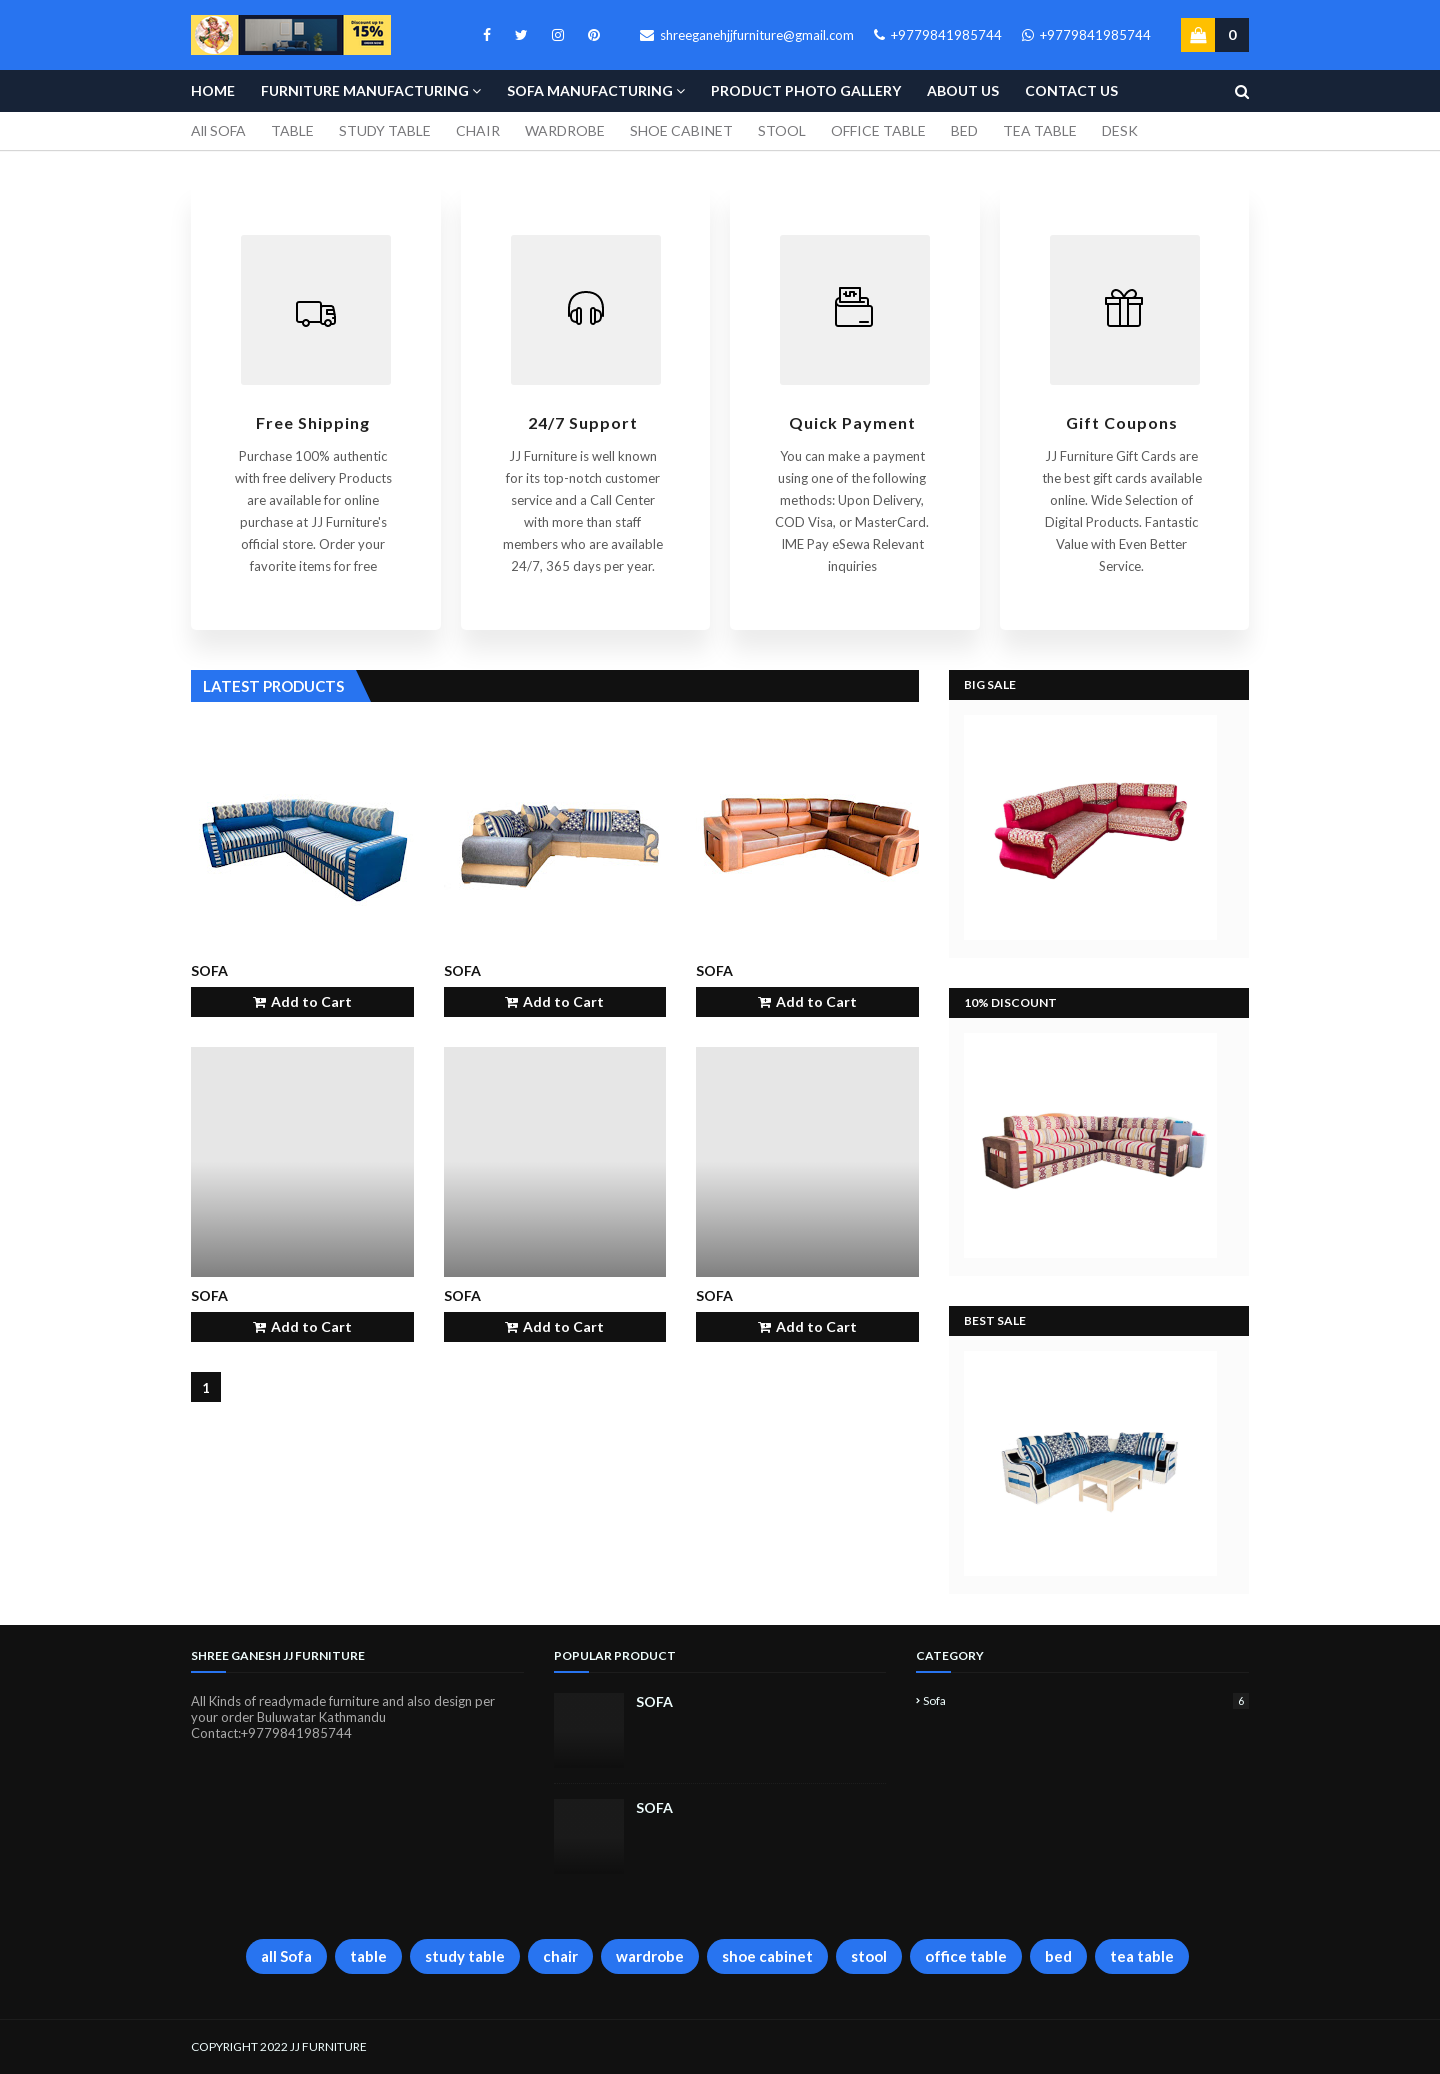 Discount up to
15%
shreeganehjjfurniture@gmail.com +9779841985744 +9779841985744 0
HOME FURNITURE MANUFACTURING SOFA MANUFACTURING PRODUCT PHOTO GALLERY ABOUT US CONTACT US
All SOFA TABLE STUDY TABLE CHAIR WARDROBE SHOE CABINET STOOL OFFICE TABLE BED TEA TABLE DESK
Free Shipping
Purchase 100% authentic
with free delivery Products
are available for online
purchase at JJ Furniture's
official store. Order your
favorite items for free
24/7 Support
JJ Furniture is well known
for its top-notch customer
service and a Call Center
with more than staff
members who are available
24/7, 365 days per year.
Quick Payment
You can make a payment
using one of the following
methods: Upon Delivery,
COD Visa, or MasterCard.
IME Pay eSewa Relevant
inquiries
Gift Coupons
JJ Furniture Gift Cards are
the best gift cards available
online. Wide Selection of
Digital Products. Fantastic
Value with Even Better
Service.
LATEST PRODUCTS
SOFA
Add to Cart
SOFA
Add to Cart
SOFA
Add to Cart
SOFA
Add to Cart
SOFA
Add to Cart
SOFA
Add to Cart
1
BIG SALE
10% DISCOUNT
BEST SALE
SHREE GANESH JJ FURNITURE
All Kinds of readymade furniture and also design per
your order Buluwatar Kathmandu
Contact:+9779841985744
POPULAR PRODUCT
SOFA
SOFA
CATEGORY
Sofa 6
all Sofa table study table chair wardrobe shoe cabinet stool office table bed tea table
COPYRIGHT 2022 JJ FURNITURE